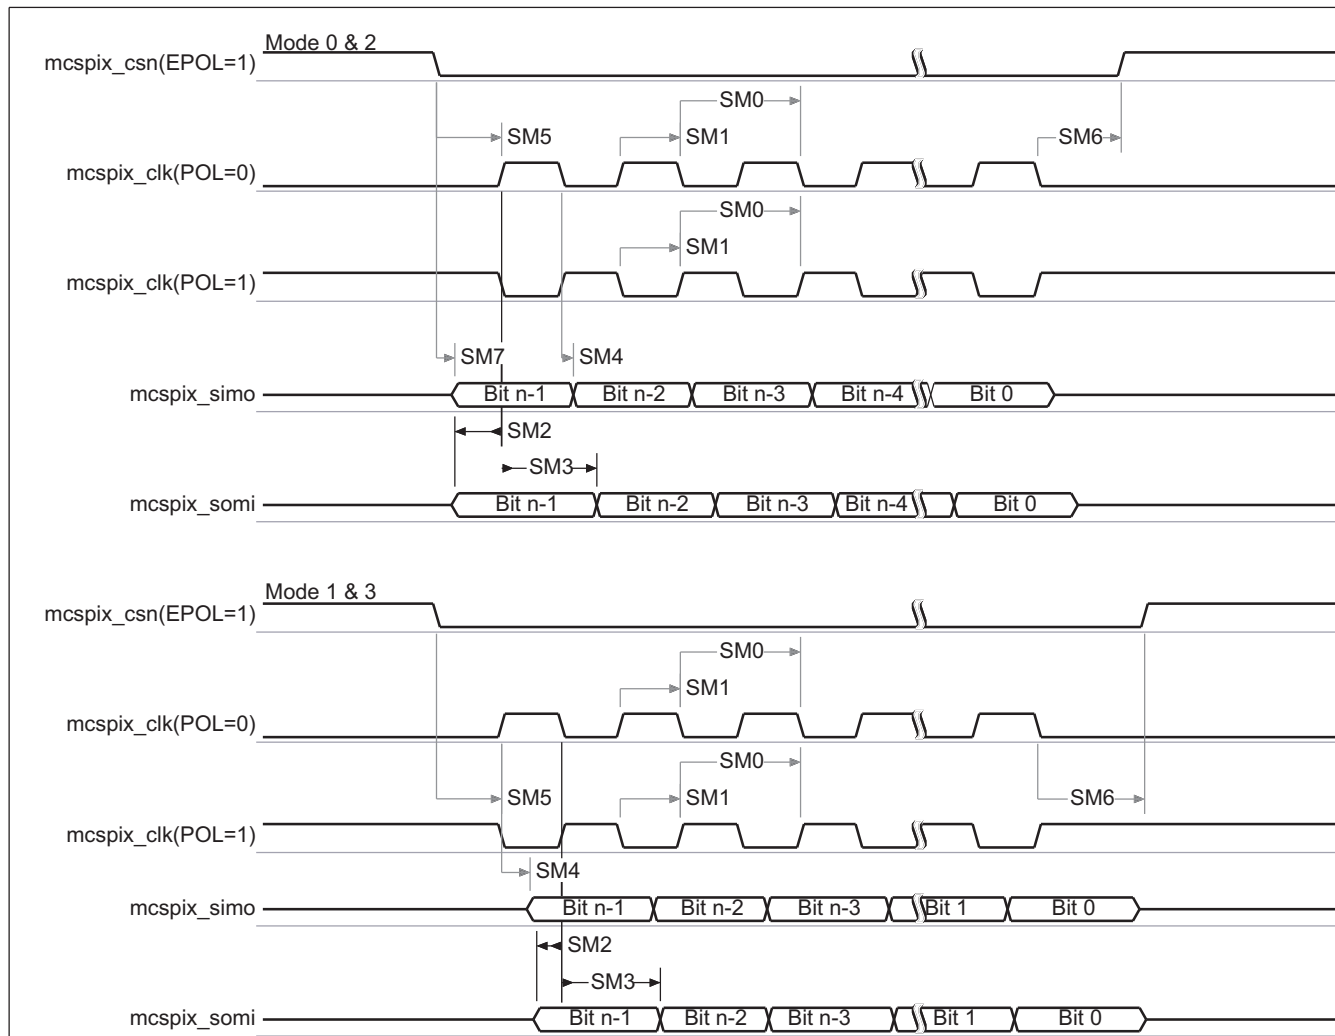 Mode 0 & 2
mcspix_csn(EPOL=1)
SM0
SM5 SM1 SM6
mcspix_clk(POL=0)
SM0
SM1
mcspix_clk(POL=1)
SM7 SM4
mcspix_simo Bit n-1 Bit n-2 Bit n-3 Bit n-4 Bit 0
SM2
SM3
mcspix_somi Bit n-1 Bit n-2 Bit n-3 Bit n-4 Bit 0
Mode 1 & 3
mcspix_csn(EPOL=1)
SM0
SM1
mcspix_clk(POL=0)
SM0
SM5 SM1 SM6
mcspix_clk(POL=1)
SM4
mcspix_simo Bit n-1 Bit n-2 Bit n-3 Bit 1 Bit 0
SM2
SM3
mcspix_somi Bit n-1 Bit n-2 Bit n-3 Bit 1 Bit 0